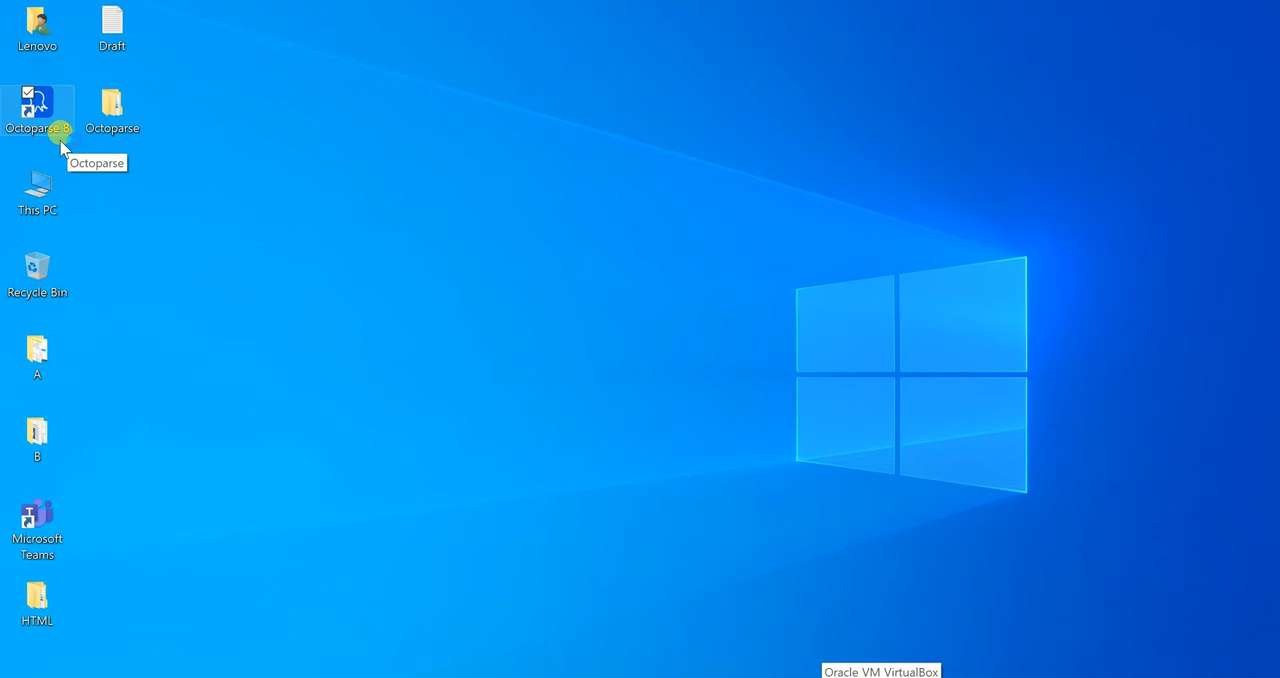 Lenovo
Draft
Octoparse 8
Octoparse
Octoparse
This PC
Recycle Bin
A
B
T
Microsoft
Teams
HTML
Oracle VM VirtualBox